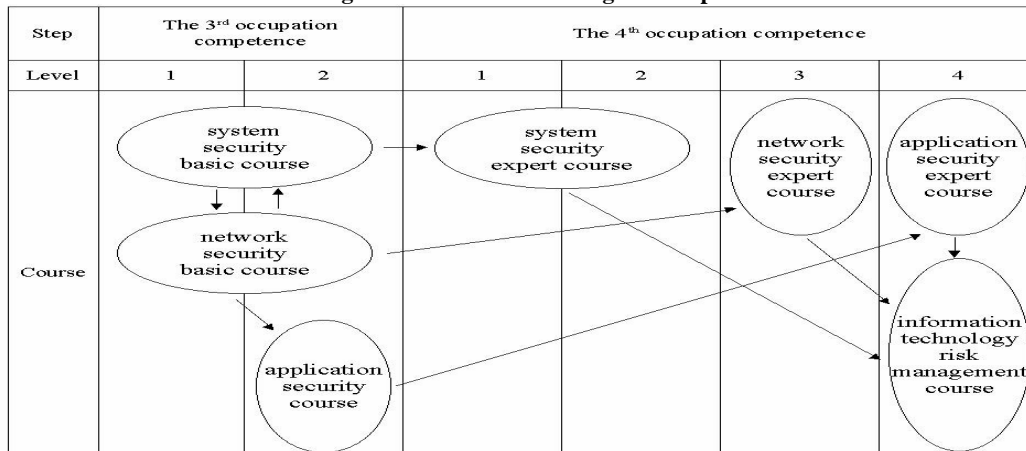 Step
The 3rd occupation
competence
The 4th occupation competence
Level
1
2
1
2
3
4
Course
system
security
basic course
system
security
expert course
network
security
expert
course
application
security
expert
course
network
security
basic course
application
security
course
information
technology
risk
management
course